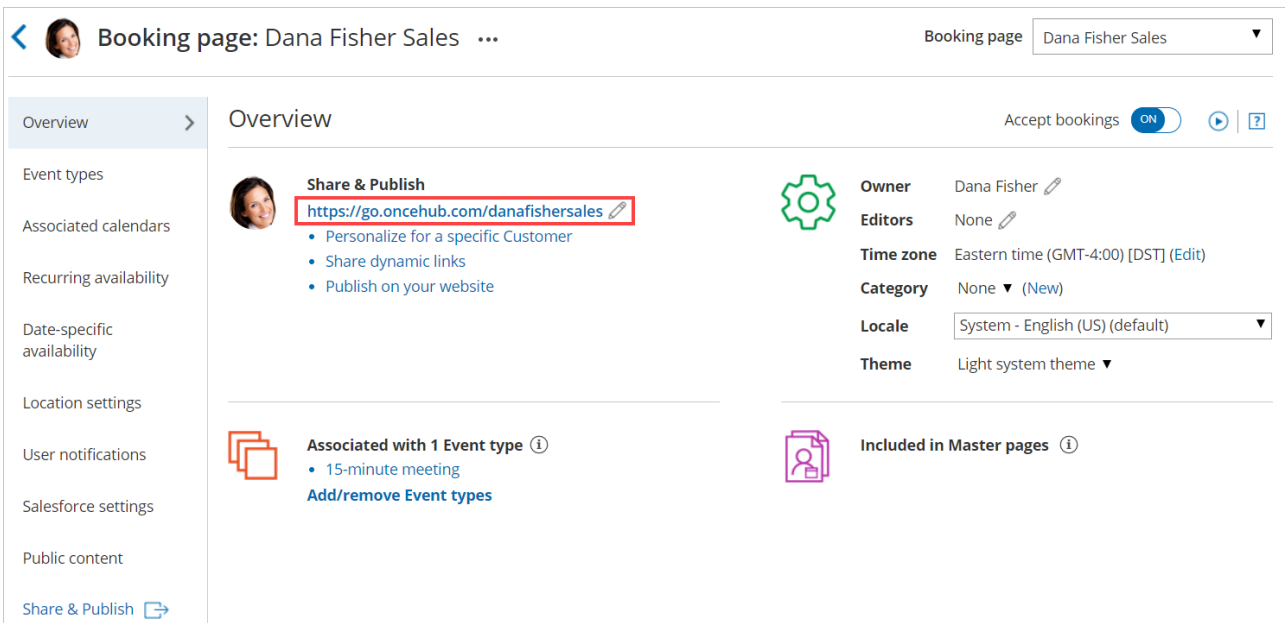 Booking page: Dana Fisher Sales ...
Booking page Dana Fisher Sales
Overview
Event types
Associated calendars
Recurring availability
Date-specific
availability
Location settings
User notifications
Salesforce settings
Public content
Share & Publish
Overview
Accept bookings ON
?
Share & Publish
https://go.oncehub.com/danafishersales
• Personalize for a specific Customer
• Share dynamic links
• Publish on your website
Owner Dana Fisher
Editors None
Time zone Eastern time (GMT-4:00) [DST] (Edit)
Category None (New)
Locale System - English (US) (default)
Theme Light system theme
Associated with 1 Event type i
• 15-minute meeting
Add/remove Event types
Included in Master pages i